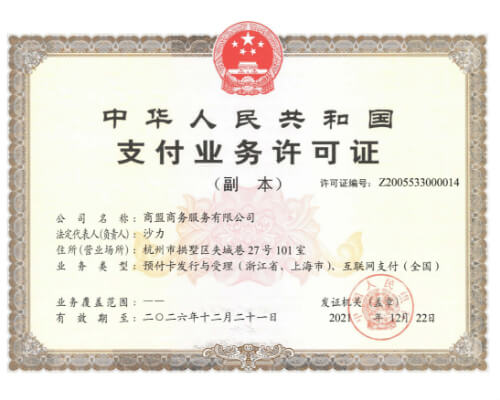 中华人民共和国
支付业务许可证
（副 本）
许可证编号： Z2005533000014
公 司 名 称：商盟商务服务有限公司
法定代表人(负责人)：沙力
住所(营业场所)：杭州市拱墅区夹城巷27号101室
业 务 类 型：预付卡发行与受理（浙江省、上海市）、互联网支付（全国）
业务覆盖范围：——
发证机关（盖章）
有 效 期 至：二〇二六年十二月二十一日
2021 年 12月 22日
中国人民